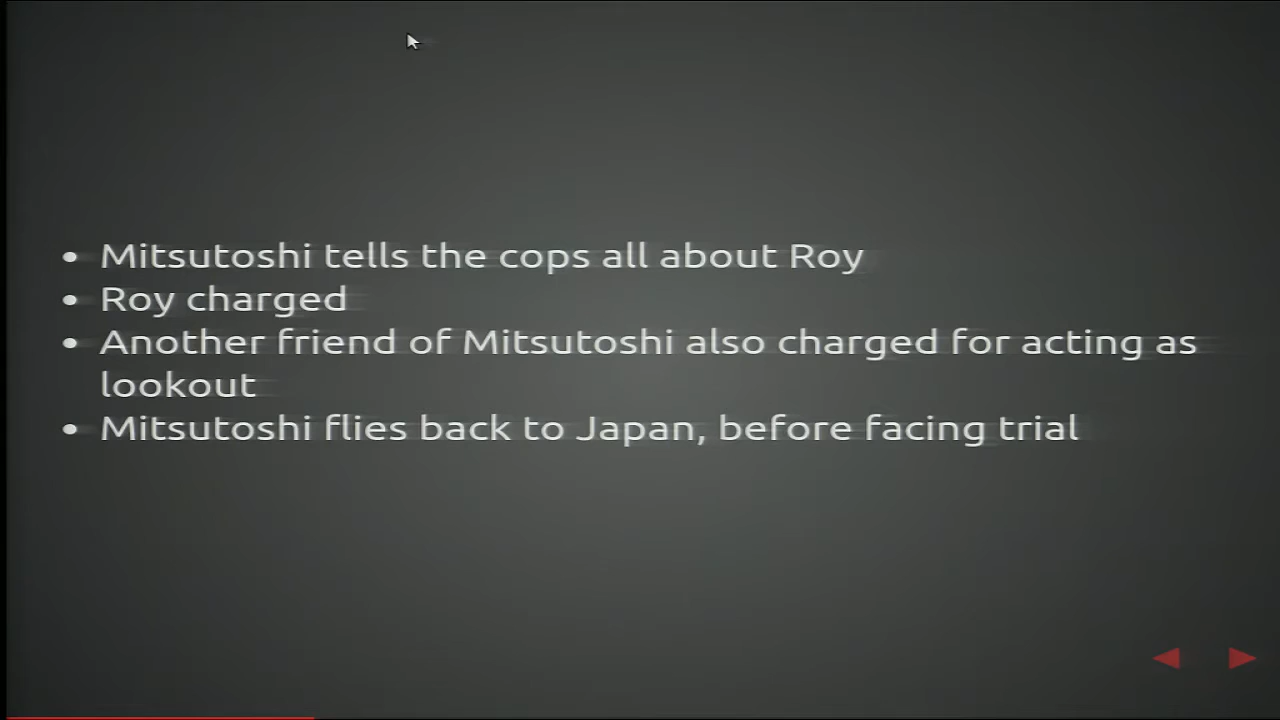 • Mitsutoshi tells the cops all about Roy
• Roy charged
• Another friend of Mitsutoshi also charged for acting as
lookout
• Mitsutoshi flies back to Japan, before facing trial